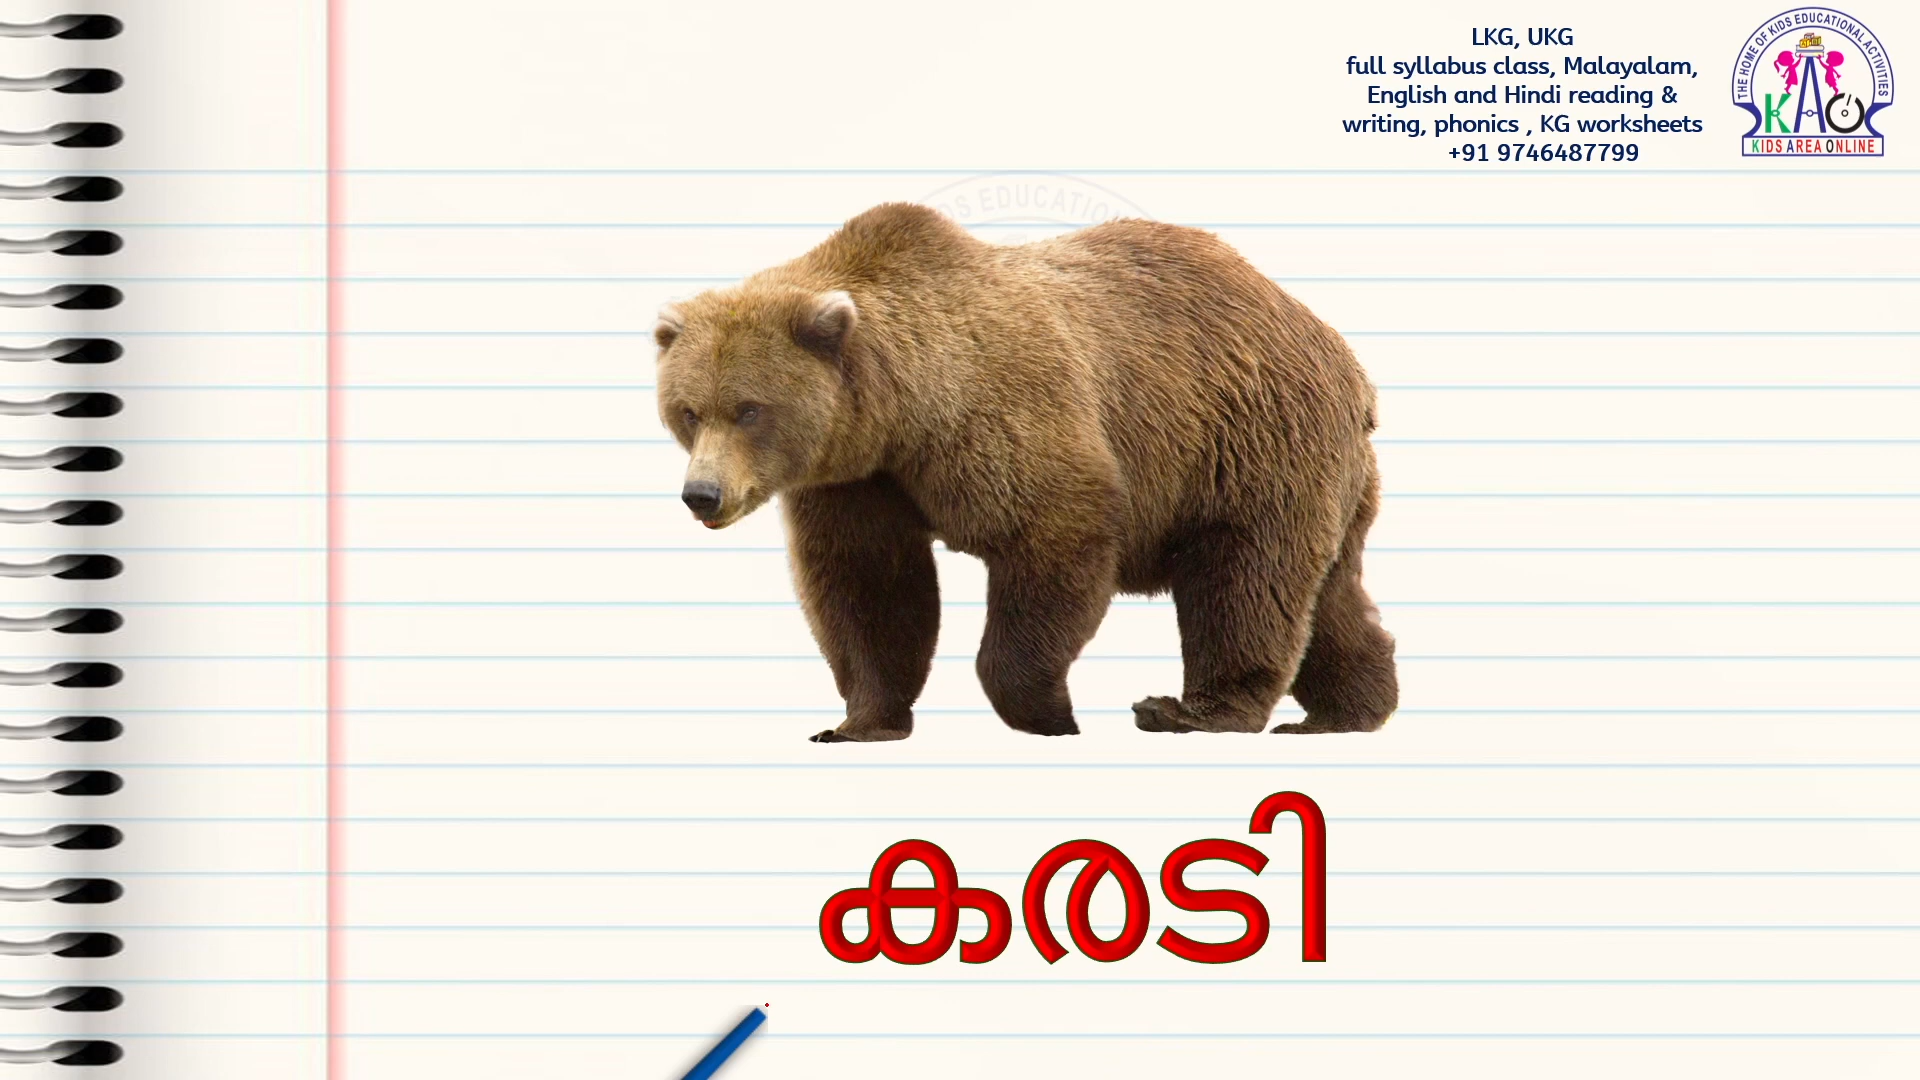 LKG, UKG
full syllabus class, Malayalam,
English and Hindi reading &
writing, phonics , KG worksheets
+91 9746487799
THE HOME OF KIDS EDUCATIONAL ACTIVITIES
KAO
KIDS AREA ONLINE
കരടി